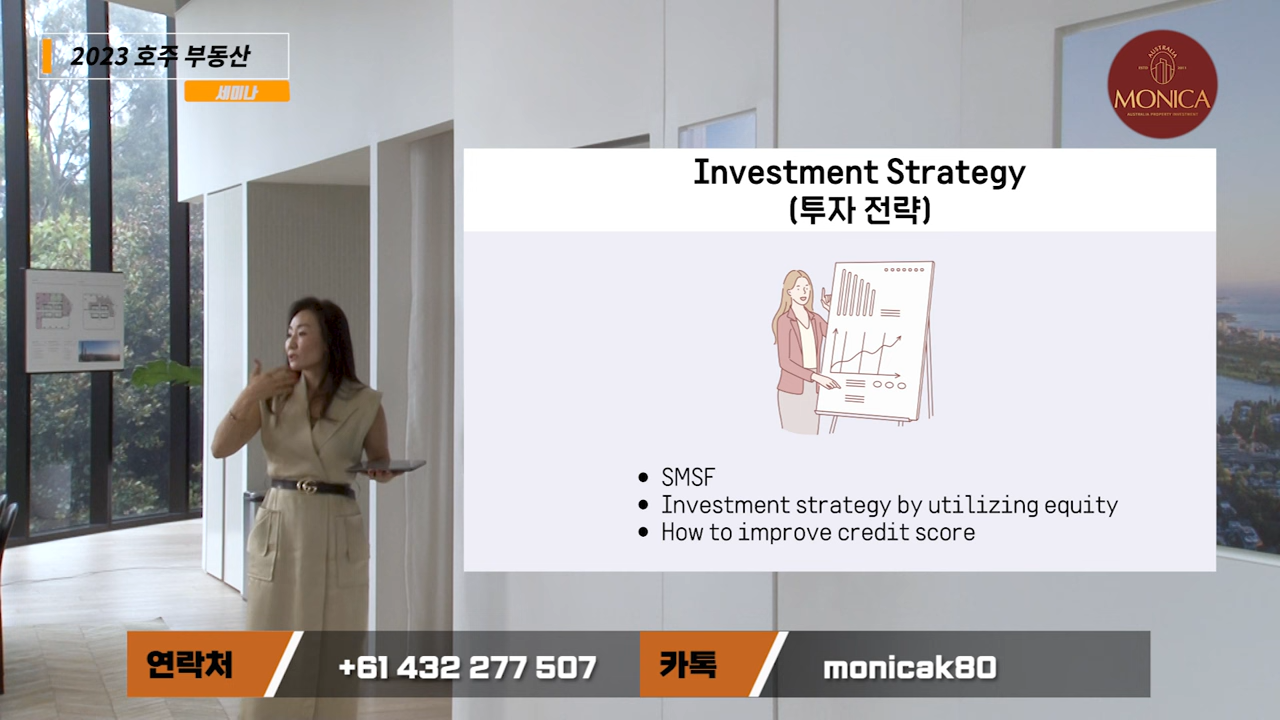 2023 호주 부동산
세미나
AUSTRALIA
MONICA
AUSTRALIA PROPERTY INVESTMENT
Investment Strategy
(투자 전략)
• SMSF
• Investment strategy by utilizing equity
• How to improve credit score
연락처
+61 432 277 507
카톡
monicak80